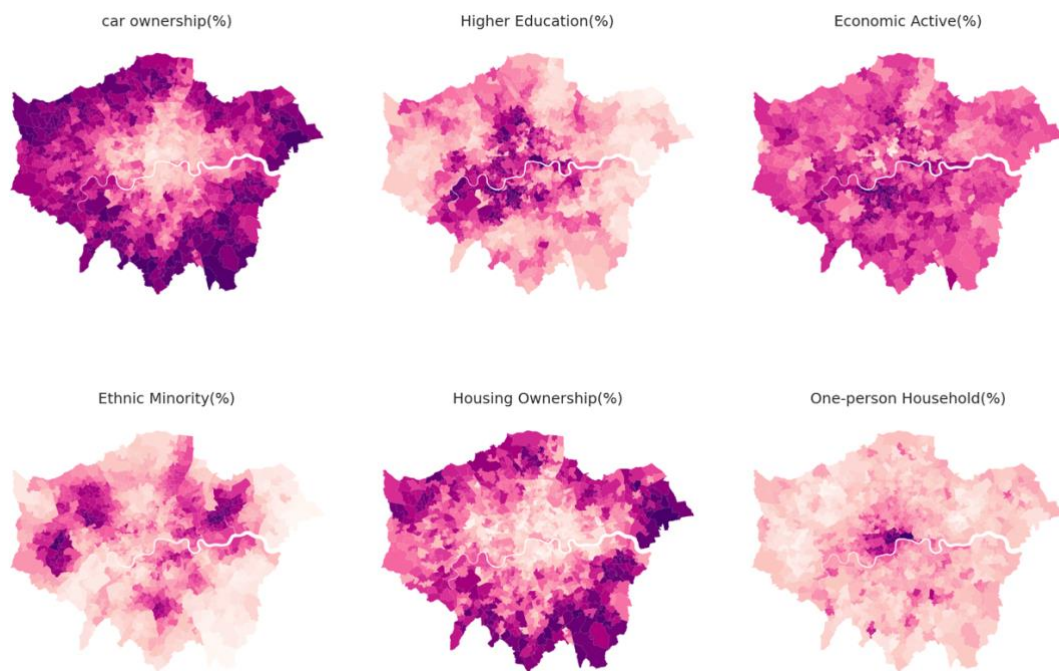 car ownership(%)
Higher Education(%)
Economic Active(%)
Ethnic Minority(%)
Housing Ownership(%)
One-person Household(%)